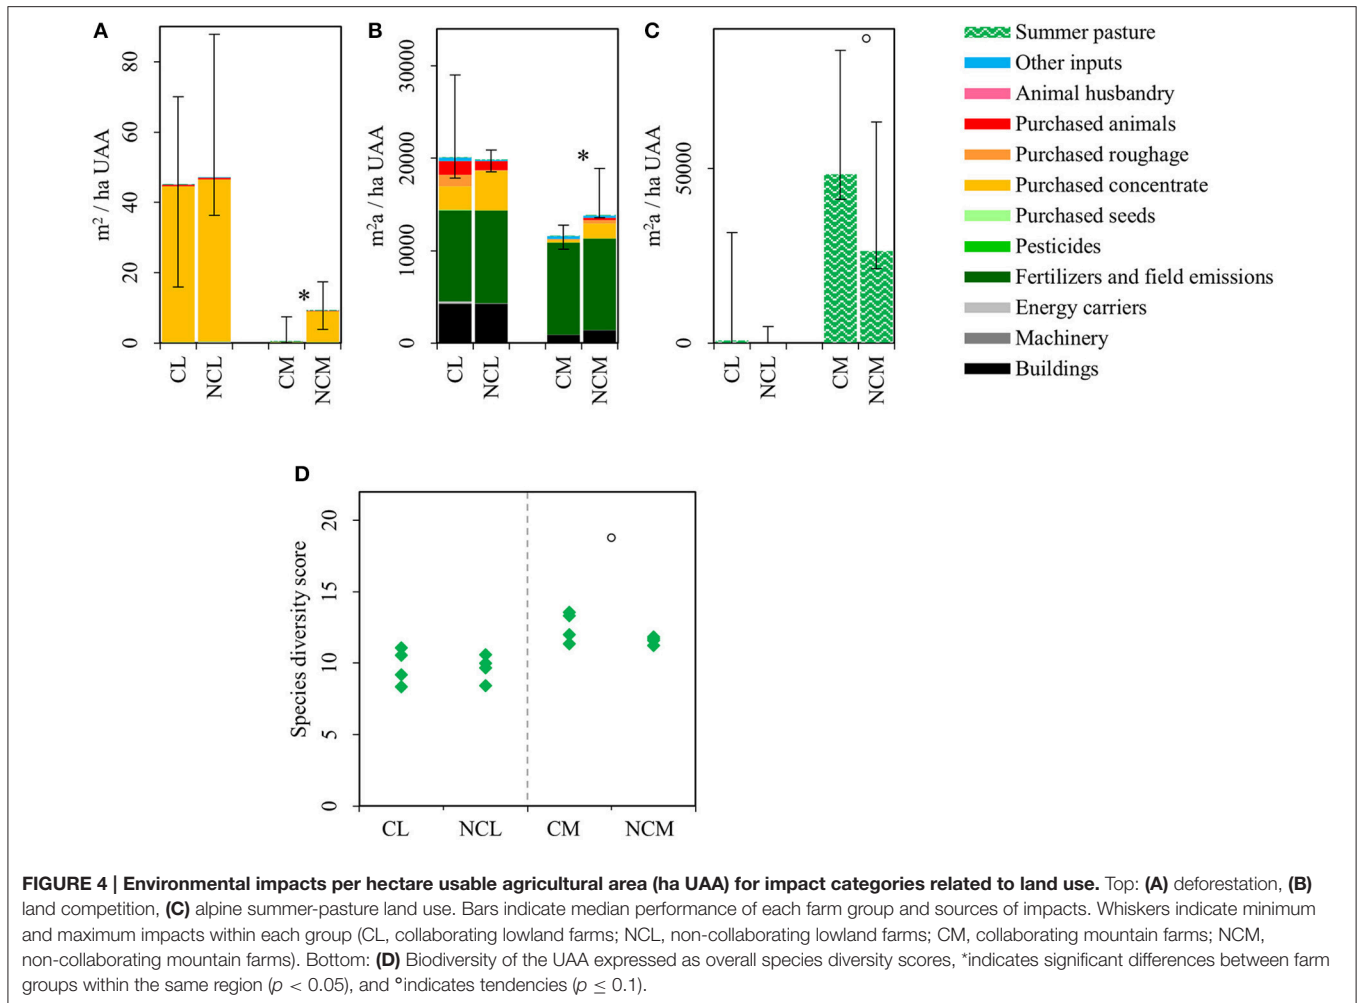 A
B
C
D
m² / ha UAA
0
20
40
60
80
CL
NCL
CM
NCM
*
m²a / ha UAA
0
10000
20000
30000
CL
NCL
CM
NCM
*
m²a / ha UAA
0
50000
CL
NCL
CM
NCM
°
Summer pasture
Other inputs
Animal husbandry
Purchased animals
Purchased roughage
Purchased concentrate
Purchased seeds
Pesticides
Fertilizers and field emissions
Energy carriers
Machinery
Buildings
Species diversity score
0
5
10
15
20
°
CL
NCL
CM
NCM
FIGURE 4 | Environmental impacts per hectare usable agricultural area (ha UAA) for impact categories related to land use. Top: (A) deforestation, (B)
land competition, (C) alpine summer-pasture land use. Bars indicate median performance of each farm group and sources of impacts. Whiskers indicate minimum
and maximum impacts within each group (CL, collaborating lowland farms; NCL, non-collaborating lowland farms; CM, collaborating mountain farms; NCM,
non-collaborating mountain farms). Bottom: (D) Biodiversity of the UAA expressed as overall species diversity scores, *indicates significant differences between farm
groups within the same region (p < 0.05), and °indicates tendencies (p ≤ 0.1).